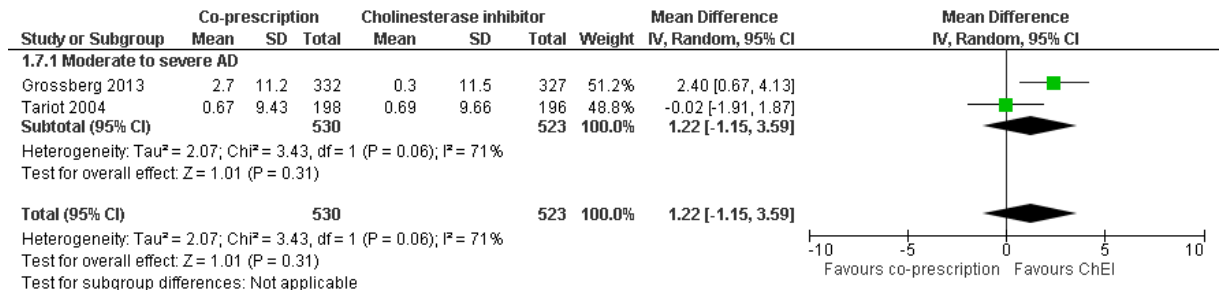 Co-prescription Cholinesterase inhibitor Mean Difference Mean Difference
Study or Subgroup Mean SD Total Mean SD Total Weight IV, Random, 95% CI IV, Random, 95% CI
1.7.1 Moderate to severe AD
Grossberg 2013 2.7 11.2 332 0.3 11.5 327 51.2% 2.40 [0.67, 4.13]
Tariot 2004 0.67 9.43 198 0.69 9.66 196 48.8% -0.02 [-1.91, 1.87]
Subtotal (95% CI) 530 523 100.0% 1.22 [-1.15, 3.59]
Heterogeneity: Tau² = 2.07; Chi² = 3.43, df = 1 (P = 0.06); I² = 71%
Test for overall effect: Z = 1.01 (P = 0.31)
Total (95% CI) 530 523 100.0% 1.22 [-1.15, 3.59]
Heterogeneity: Tau² = 2.07; Chi² = 3.43, df = 1 (P = 0.06); I² = 71%
Test for overall effect: Z = 1.01 (P = 0.31)
Test for subgroup differences: Not applicable
-10 -5 0 5 10
Favours co-prescription Favours ChEI